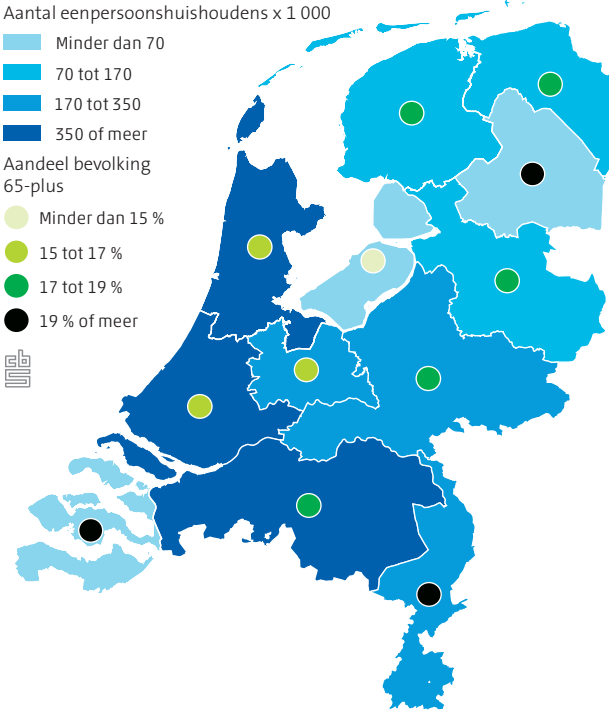 Aantal eenpersoonshuishoudens x 1 000
Minder dan 70
70 tot 170
170 tot 350
350 of meer
Aandeel bevolking
65-plus
Minder dan 15 %
15 tot 17 %
17 tot 19 %
19 % of meer
cbs